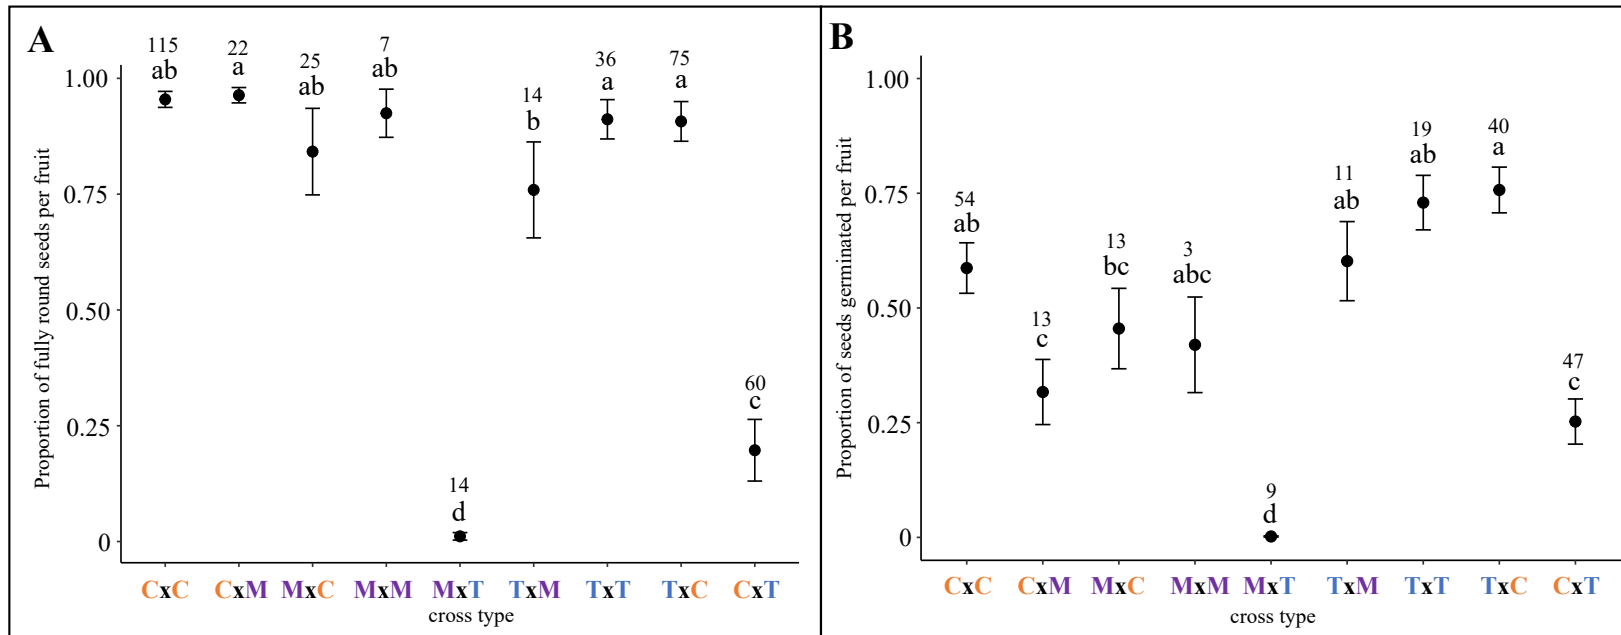 A
Proportion of fully round seeds per fruit
1.00
0.75
0.50
0.25
0
115
ab
22
a
25
ab
7
ab
14
d
14
b
36
a
75
a
60
c
CxC CxM MxC MxM MxT TxM TxT TxC CxT
cross type
B
Proportion of seeds germinated per fruit
1.00
0.75
0.50
0.25
0
54
ab
13
c
13
bc
3
abc
9
d
11
ab
19
ab
40
a
47
c
CxC CxM MxC MxM MxT TxM TxT TxC CxT
cross type